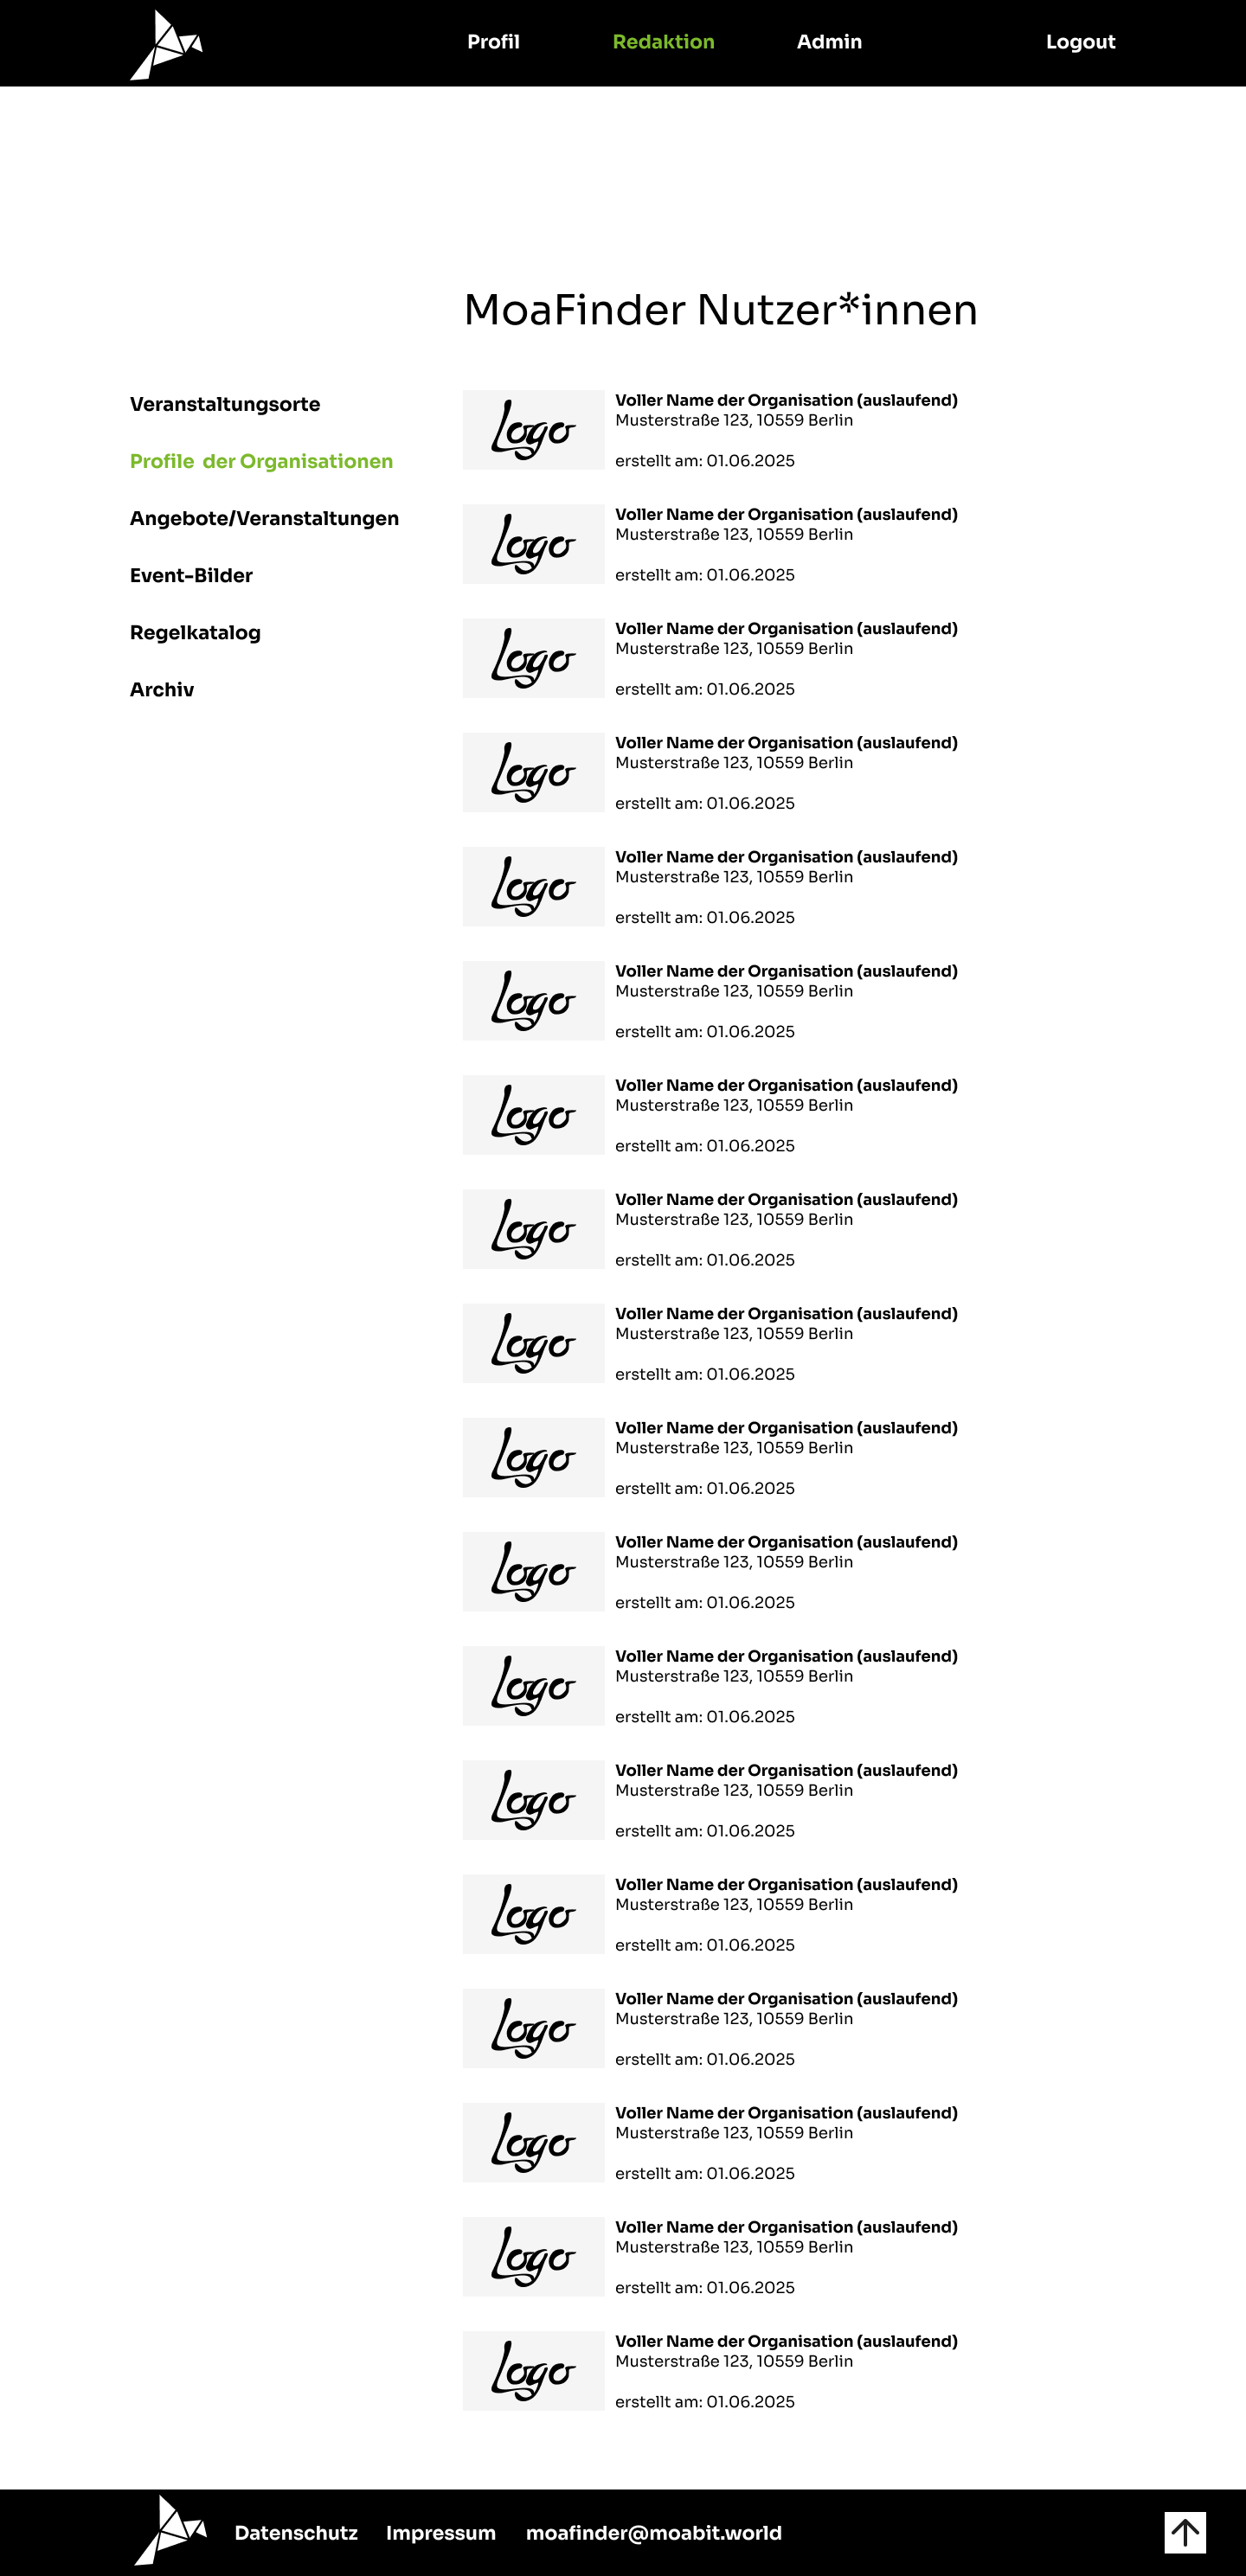 Profil Redaktion Admin Logout
MoaFinder Nutzer*innen
Veranstaltungsorte
Profile der Organisationen
Angebote/Veranstaltungen
Event-Bilder
Regelkatalog
Archiv
Logo
Voller Name der Organisation (auslaufend)
Musterstraße 123, 10559 Berlin
erstellt am: 01.06.2025
Logo
Voller Name der Organisation (auslaufend)
Musterstraße 123, 10559 Berlin
erstellt am: 01.06.2025
Logo
Voller Name der Organisation (auslaufend)
Musterstraße 123, 10559 Berlin
erstellt am: 01.06.2025
Logo
Voller Name der Organisation (auslaufend)
Musterstraße 123, 10559 Berlin
erstellt am: 01.06.2025
Logo
Voller Name der Organisation (auslaufend)
Musterstraße 123, 10559 Berlin
erstellt am: 01.06.2025
Logo
Voller Name der Organisation (auslaufend)
Musterstraße 123, 10559 Berlin
erstellt am: 01.06.2025
Logo
Voller Name der Organisation (auslaufend)
Musterstraße 123, 10559 Berlin
erstellt am: 01.06.2025
Logo
Voller Name der Organisation (auslaufend)
Musterstraße 123, 10559 Berlin
erstellt am: 01.06.2025
Logo
Voller Name der Organisation (auslaufend)
Musterstraße 123, 10559 Berlin
erstellt am: 01.06.2025
Logo
Voller Name der Organisation (auslaufend)
Musterstraße 123, 10559 Berlin
erstellt am: 01.06.2025
Logo
Voller Name der Organisation (auslaufend)
Musterstraße 123, 10559 Berlin
erstellt am: 01.06.2025
Logo
Voller Name der Organisation (auslaufend)
Musterstraße 123, 10559 Berlin
erstellt am: 01.06.2025
Logo
Voller Name der Organisation (auslaufend)
Musterstraße 123, 10559 Berlin
erstellt am: 01.06.2025
Logo
Voller Name der Organisation (auslaufend)
Musterstraße 123, 10559 Berlin
erstellt am: 01.06.2025
Logo
Voller Name der Organisation (auslaufend)
Musterstraße 123, 10559 Berlin
erstellt am: 01.06.2025
Logo
Voller Name der Organisation (auslaufend)
Musterstraße 123, 10559 Berlin
erstellt am: 01.06.2025
Logo
Voller Name der Organisation (auslaufend)
Musterstraße 123, 10559 Berlin
erstellt am: 01.06.2025
Logo
Voller Name der Organisation (auslaufend)
Musterstraße 123, 10559 Berlin
erstellt am: 01.06.2025
Datenschutz Impressum moafinder@moabit.world